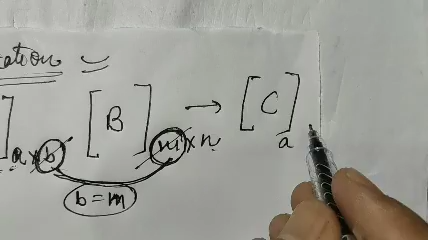 ation
] a×b [B] m×n → [C] a
b=m